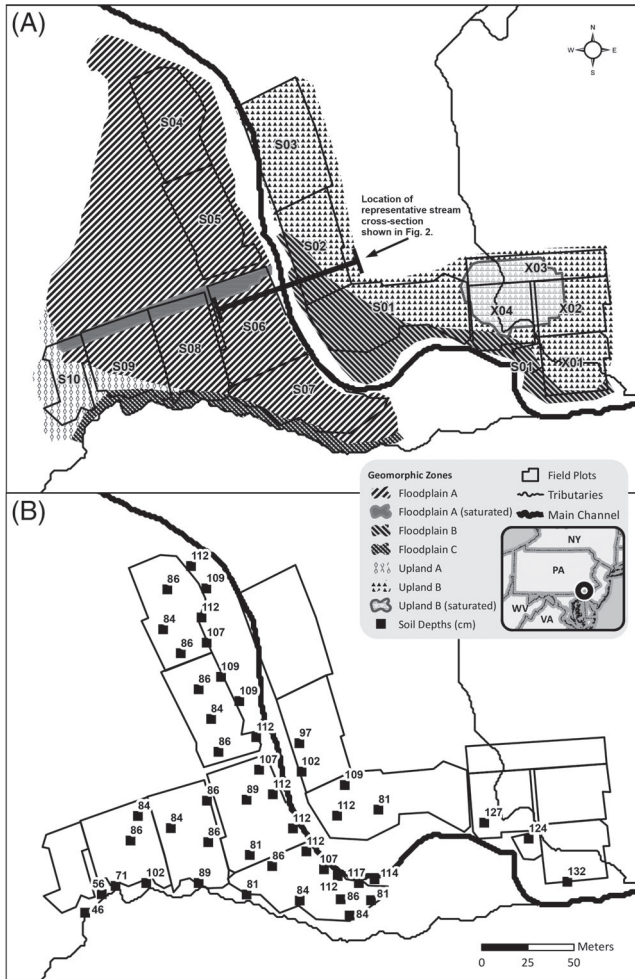 (A)
N
W E
S
S04
S03
S05
Location of
representative stream
cross-section
shown in Fig. 2.
S02
X03
S01
X04
X02
S06
S08
S09
S10
S07
S01
X01
Geomorphic Zones
Floodplain A
Floodplain A (saturated)
Floodplain B
Floodplain C
Upland A
Upland B
Upland B (saturated)
Soil Depths (cm)
Field Plots
Tributaries
Main Channel
NY
PA
WV
VA
(B)
112
86
109
84
112
86
107
86
109
84
109
86
112
97
107
102
109
86
89
112
112
81
84
84
86
86
112
127
124
81
86
112
107
117
114
132
56
71
102
89
81
84
112
86
81
46
84
Meters
0 25 50